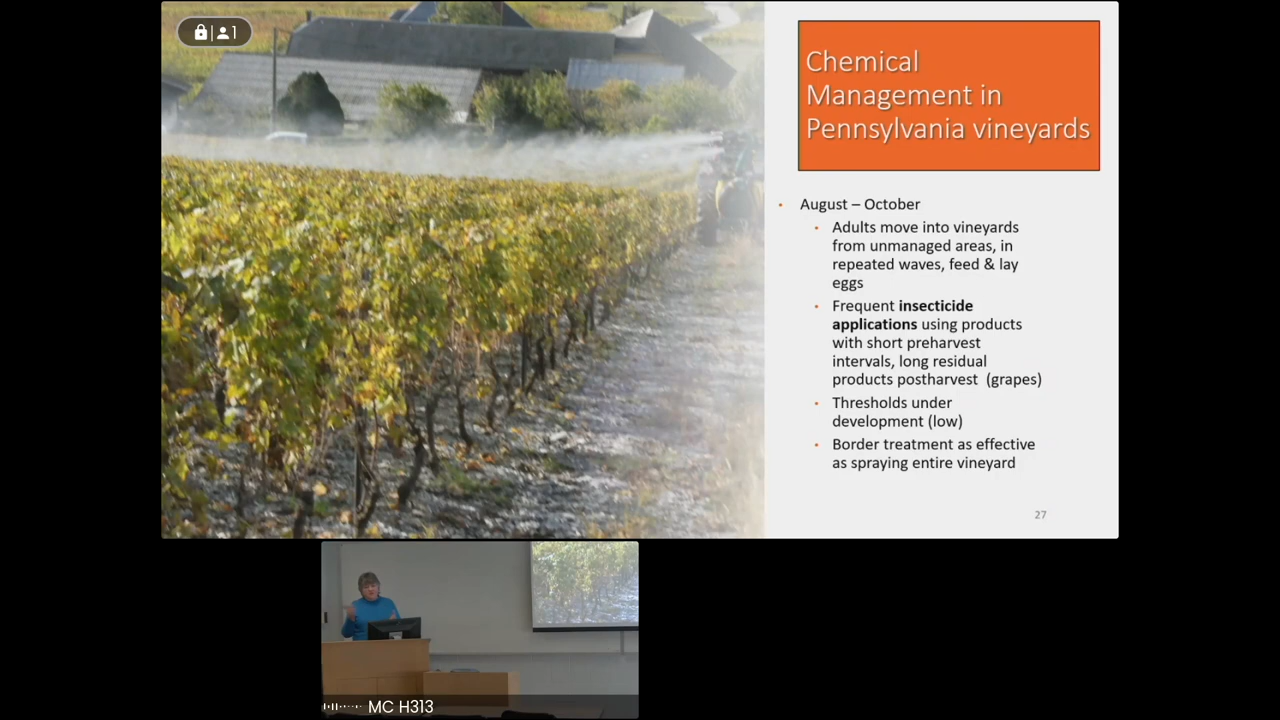 1
Chemical
Management in
Pennsylvania vineyards
• August – October
• Adults move into vineyards
from unmanaged areas, in
repeated waves, feed & lay
eggs
• Frequent insecticide
applications using products
with short preharvest
intervals, long residual
products postharvest (grapes)
• Thresholds under
development (low)
• Border treatment as effective
as spraying entire vineyard
27
MC H313